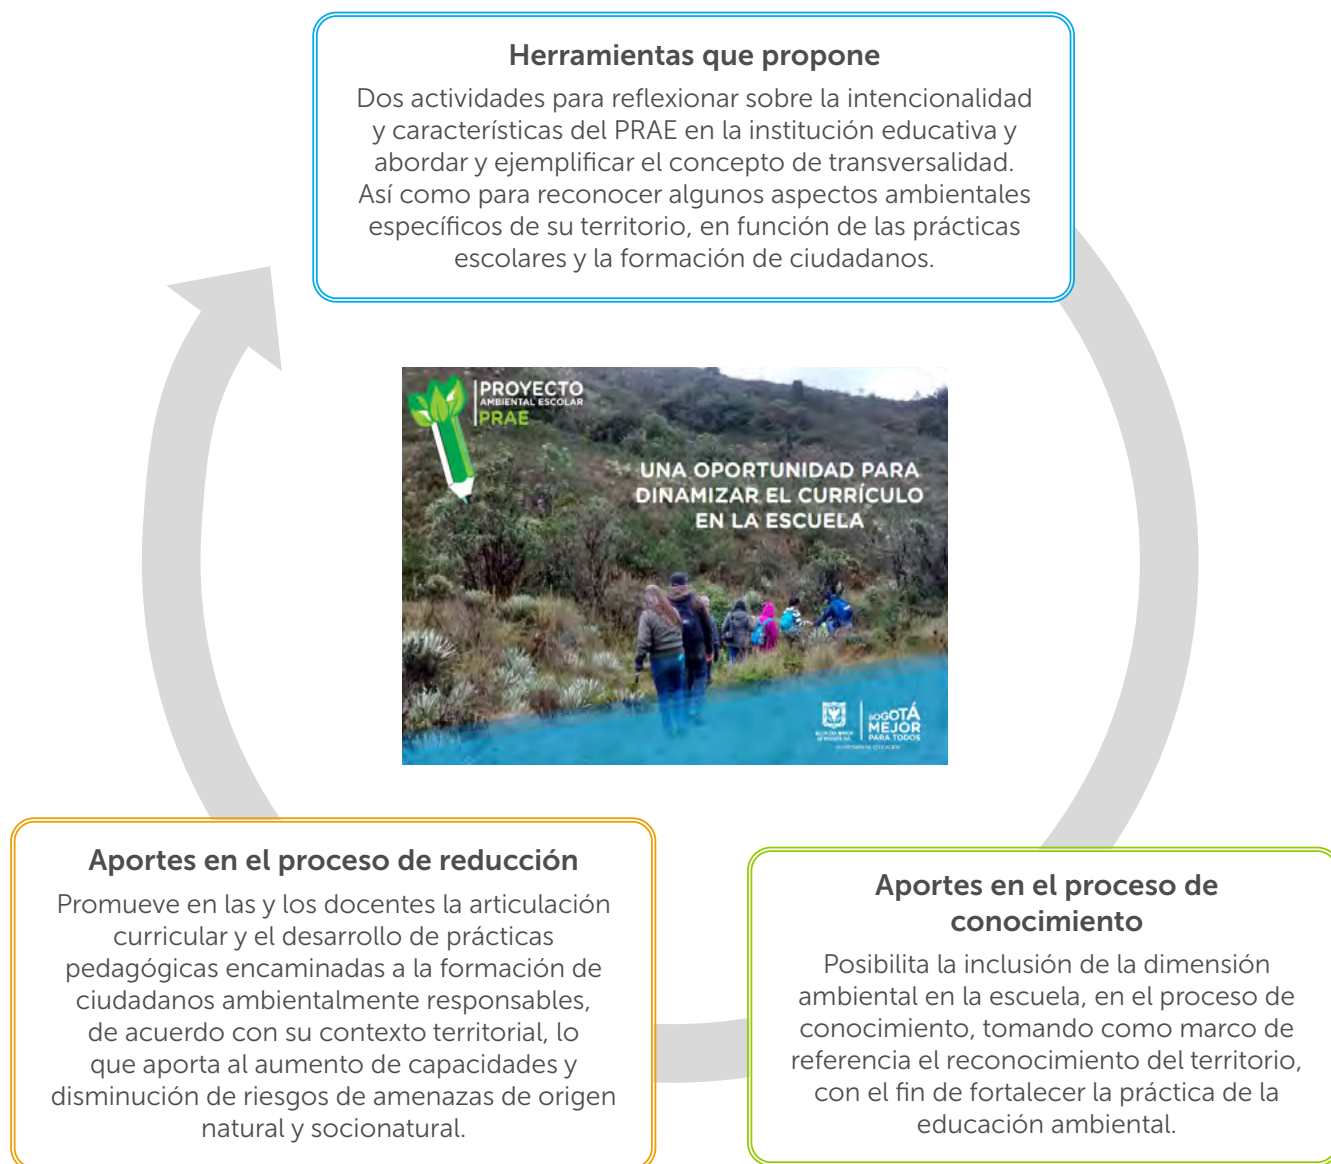 Herramientas que propone
Dos actividades para reflexionar sobre la intencionalidad
y características del PRAE en la institución educativa y
abordar y ejemplificar el concepto de transversalidad.
Así como para reconocer algunos aspectos ambientales
específicos de su territorio, en función de las prácticas
escolares y la formación de ciudadanos.
PROYECTO
AMBIENTAL ESCOLAR
PRAE
UNA OPORTUNIDAD PARA
DINAMIZAR EL CURRÍCULO
EN LA ESCUELA
BOGOTÁ
MEJOR
PARA TODOS
Aportes en el proceso de reducción
Promueve en las y los docentes la articulación
curricular y el desarrollo de prácticas
pedagógicas encaminadas a la formación de
ciudadanos ambientalmente responsables,
de acuerdo con su contexto territorial, lo
que aporta al aumento de capacidades y
disminución de riesgos de amenazas de origen
natural y socionatural.
Aportes en el proceso de
conocimiento
Posibilita la inclusión de la dimensión
ambiental en la escuela, en el proceso de
conocimiento, tomando como marco de
referencia el reconocimiento del territorio,
con el fin de fortalecer la práctica de la
educación ambiental.